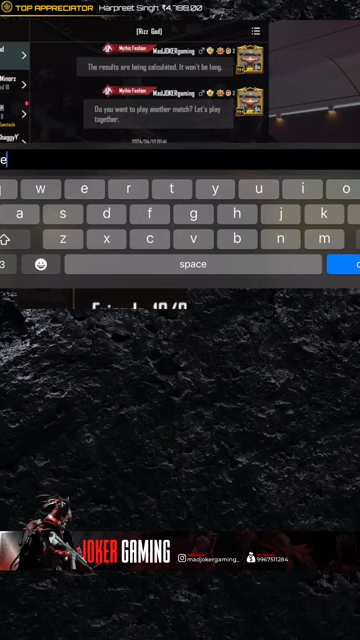 TOP APPRECIATOR Harpreet Singh ₹4,788.00
[Rizz God]
Mythic Fashion MadJOKERgaming
The results are being calculated. It won't be long.
Mythic Fashion MadJOKERgaming
Do you want to play another match? Let's play
together.
e
w e r t y u i o
a s d f g h j k
z x c v b n m
3 space
JOKER GAMING madjokergaming_ 9967511284